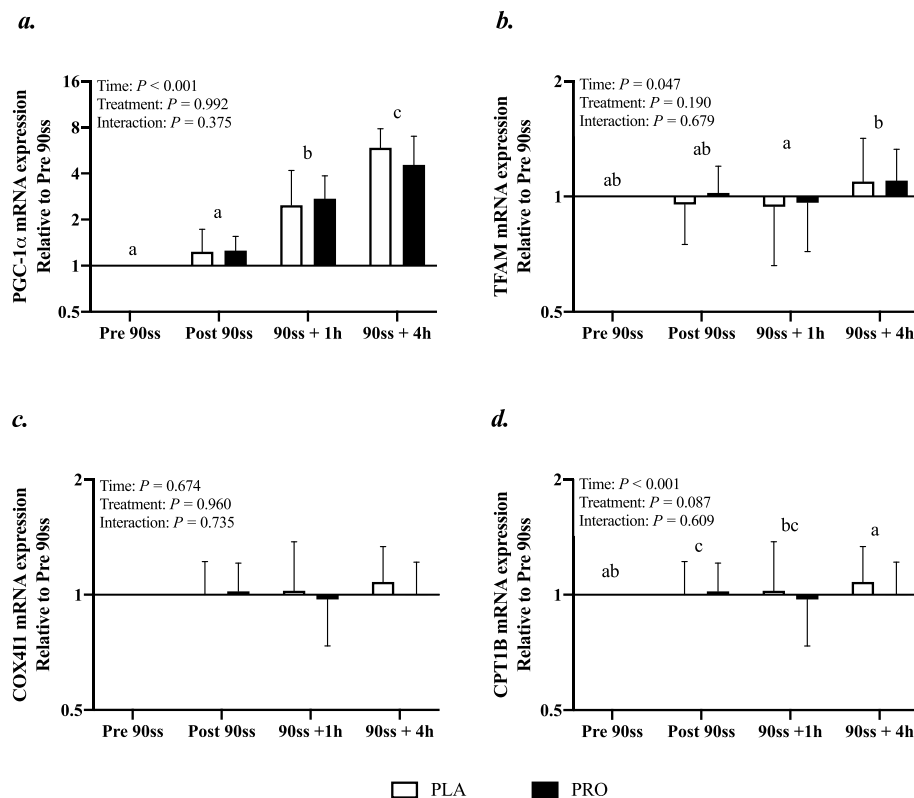 a.
PGC-1α mRNA expression
Relative to Pre 90ss
16
8
4
2
1
0.5
Time: P < 0.001
Treatment: P = 0.992
Interaction: P = 0.375
a
a
b
c
Pre 90ss
Post 90ss
90ss + 1h
90ss + 4h
b.
TFAM mRNA expression
Relative to Pre 90ss
2
1
0.5
Time: P = 0.047
Treatment: P = 0.190
Interaction: P = 0.679
ab
ab
a
b
Pre 90ss
Post 90ss
90ss + 1h
90ss + 4h
c.
COX4I1 mRNA expression
Relative to Pre 90ss
2
1
0.5
Time: P = 0.674
Treatment: P = 0.960
Interaction: P = 0.735
Pre 90ss
Post 90ss
90ss +1h
90ss + 4h
d.
CPT1B mRNA expression
Relative to Pre 90ss
2
1
0.5
Time: P < 0.001
Treatment: P = 0.087
Interaction: P = 0.609
ab
c
bc
a
Pre 90ss
Post 90ss
90ss +1h
90ss + 4h
PLA
PRO